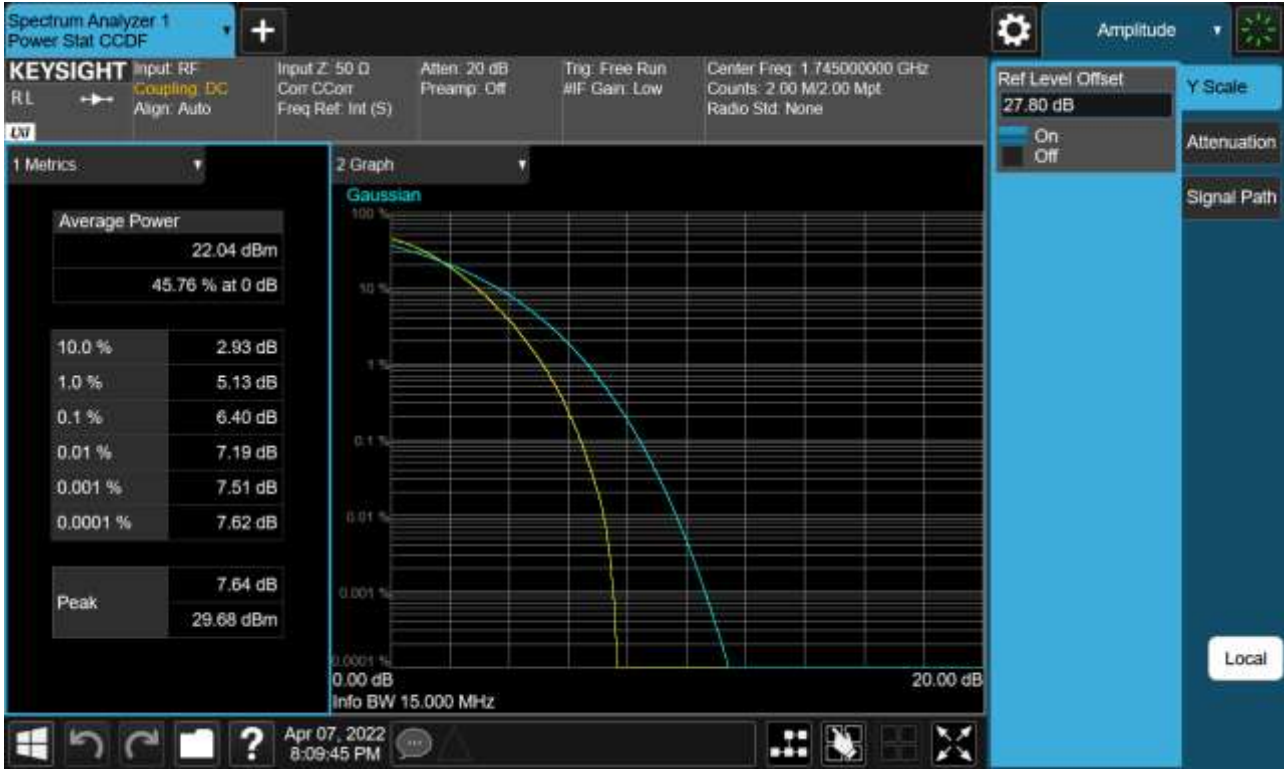 Spectrum Analyzer 1
Power Stat CCDF
+
Amplitude
KEYSIGHT
RL
LXI
Input: RF
Coupling: DC
Align: Auto
Input Z: 50 Ω
Corr CCorr
Freq Ref: Int (S)
Atten: 20 dB
Preamp: Off
Trig: Free Run
#IF Gain: Low
Center Freq: 1.745000000 GHz
Counts: 2.00 M/2.00 Mpt
Radio Std: None
Ref Level Offset
27.80 dB
On
Off
Y Scale
Attenuation
Signal Path
Local
1 Metrics
Average Power
22.04 dBm
45.76 % at 0 dB
10.0 % 2.93 dB
1.0 % 5.13 dB
0.1 % 6.40 dB
0.01 % 7.19 dB
0.001 % 7.51 dB
0.0001 % 7.62 dB
Peak
7.64 dB
29.68 dBm
2 Graph
Gaussian
100 %
10 %
1 %
0.1 %
0.01 %
0.001 %
0.0001 %
0.00 dB
20.00 dB
Info BW 15.000 MHz
?
Apr 07, 2022
8:09:45 PM